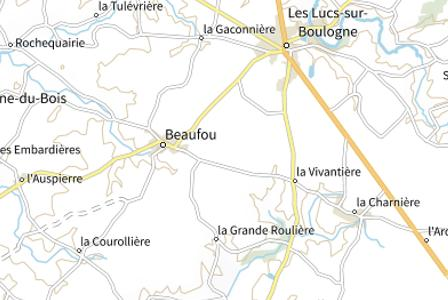 la Tulévrière
Les Lucs-sur-
Boulogne
la Gaconnière
Rochequairie
ne-du-Bois
Beaufou
es Embardières
l'Auspierre
la Vivantière
la Charnière
la Grande Roulière
la Courollière